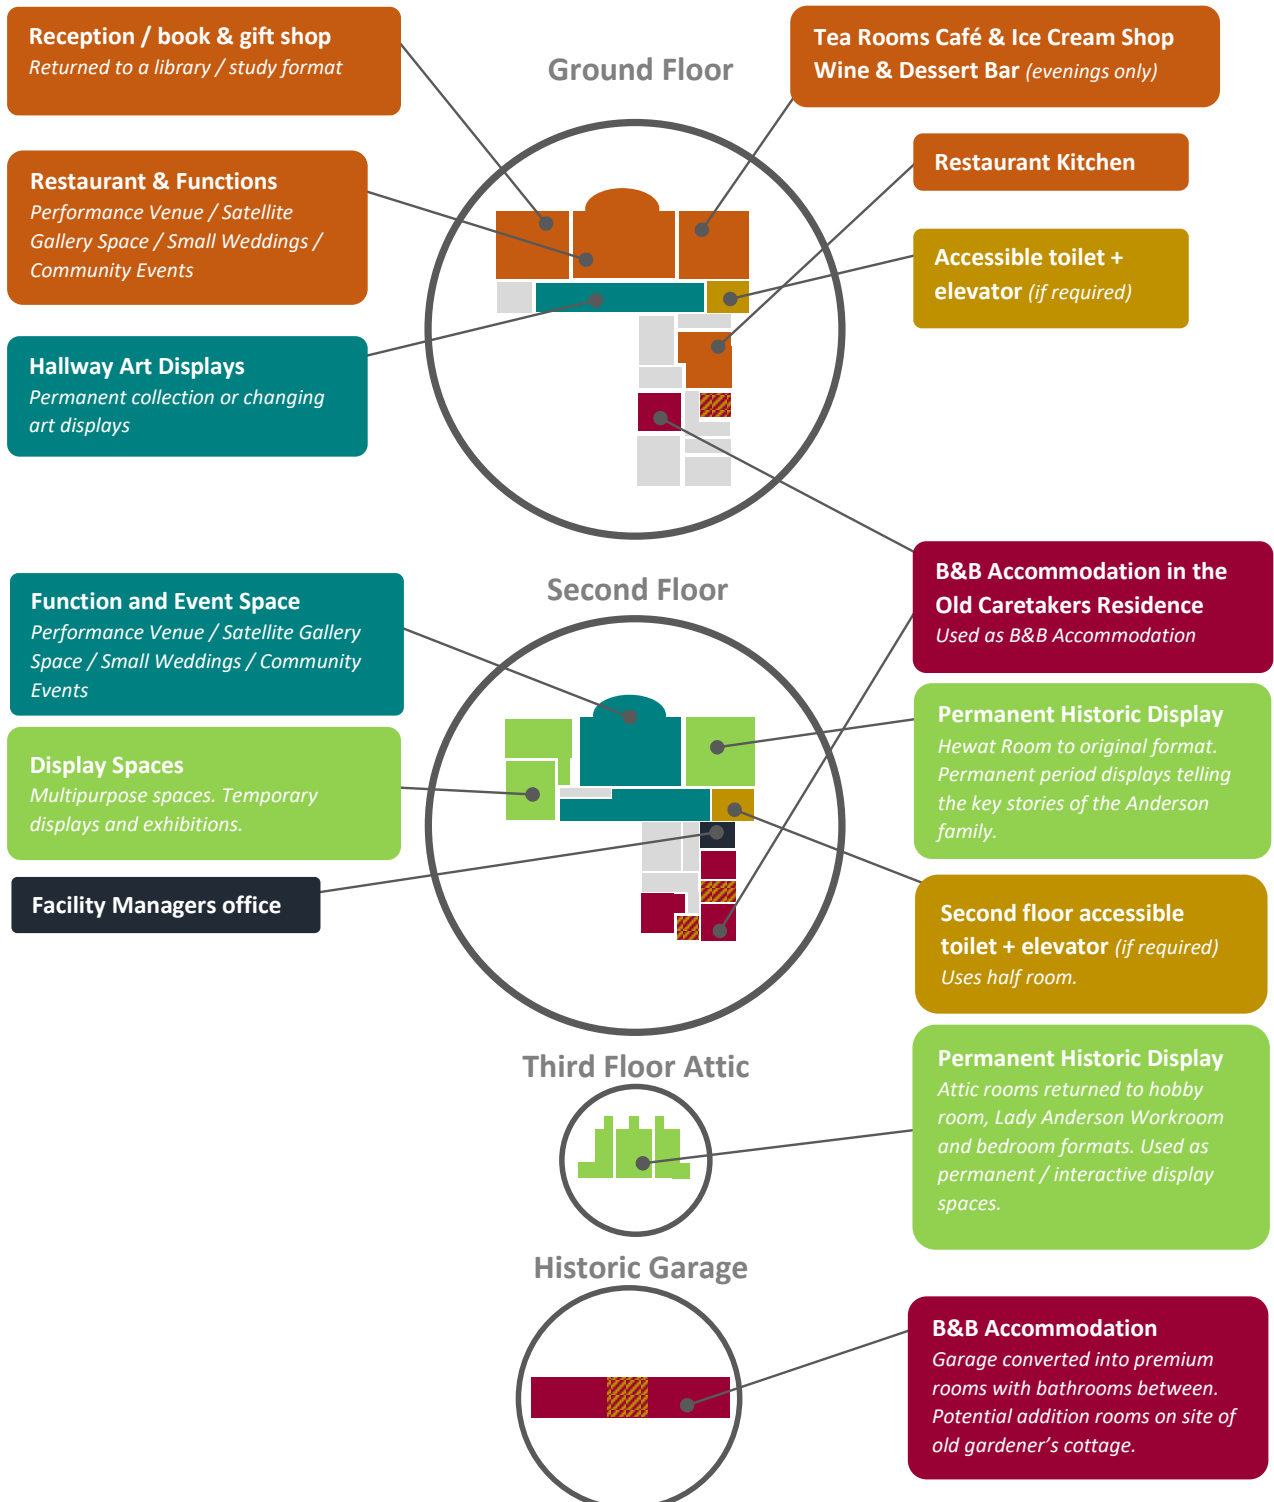 Reception / book & gift shop
Returned to a library / study format
Ground Floor
Tea Rooms Café & Ice Cream Shop
Wine & Dessert Bar (evenings only)
Restaurant Kitchen
Restaurant & Functions
Performance Venue / Satellite
Gallery Space / Small Weddings /
Community Events
Accessible toilet +
elevator (if required)
Hallway Art Displays
Permanent collection or changing
art displays
B&B Accommodation in the
Old Caretakers Residence
Used as B&B Accommodation
Second Floor
Function and Event Space
Performance Venue / Satellite Gallery
Space / Small Weddings / Community
Events
Permanent Historic Display
Hewat Room to original format.
Permanent period displays telling
the key stories of the Anderson
family.
Display Spaces
Multipurpose spaces. Temporary
displays and exhibitions.
Facility Managers office
Second floor accessible
toilet + elevator (if required)
Uses half room.
Third Floor Attic
Permanent Historic Display
Attic rooms returned to hobby
room, Lady Anderson Workroom
and bedroom formats. Used as
permanent / interactive display
spaces.
Historic Garage
B&B Accommodation
Garage converted into premium
rooms with bathrooms between.
Potential addition rooms on site of
old gardener’s cottage.